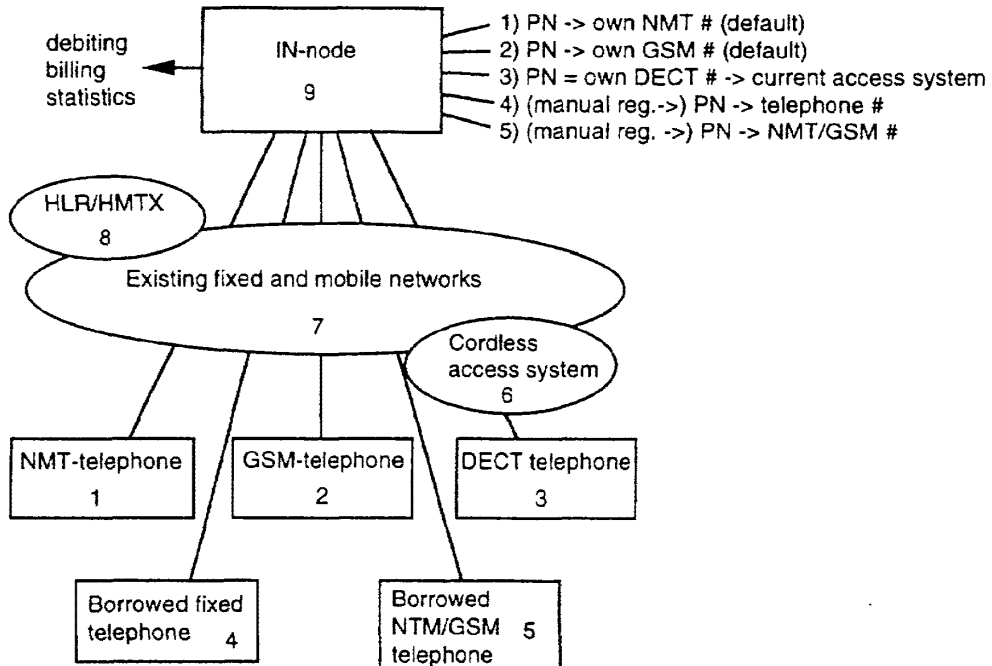 debiting
billing
statistics
IN-node
9
1) PN -> own NMT # (default)
2) PN -> own GSM # (default)
3) PN = own DECT # -> current access system
4) (manual reg.->) PN -> telephone #
5) (manual reg. ->) PN -> NMT/GSM #
HLR/HMTX
8
Existing fixed and mobile networks
7
Cordless
access system
6
NMT-telephone
1
GSM-telephone
2
DECT telephone
3
Borrowed fixed
telephone 4
Borrowed
NTM/GSM 5
telephone